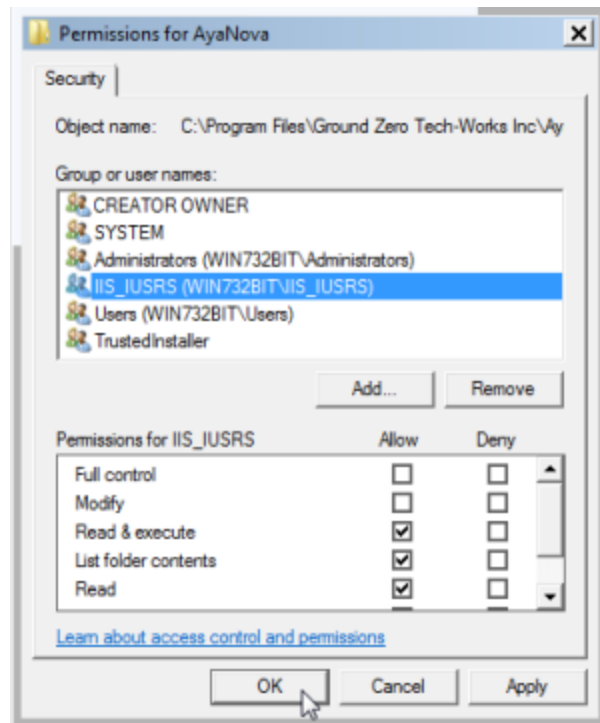 Permissions for AyaNova
Security
Object name: C:\Program Files\Ground Zero Tech-Works Inc\Ay
Group or user names:
CREATOR OWNER
SYSTEM
Administrators (WIN732BIT\Administrators)
IIS_IUSRS (WIN732BIT\IIS_IUSRS)
Users (WIN732BIT\Users)
TrustedInstaller
Add... Remove
Permissions for IIS_IUSRS Allow Deny
Full control
Modify
Read & execute
List folder contents
Read
Learn about access control and permissions
OK Cancel Apply